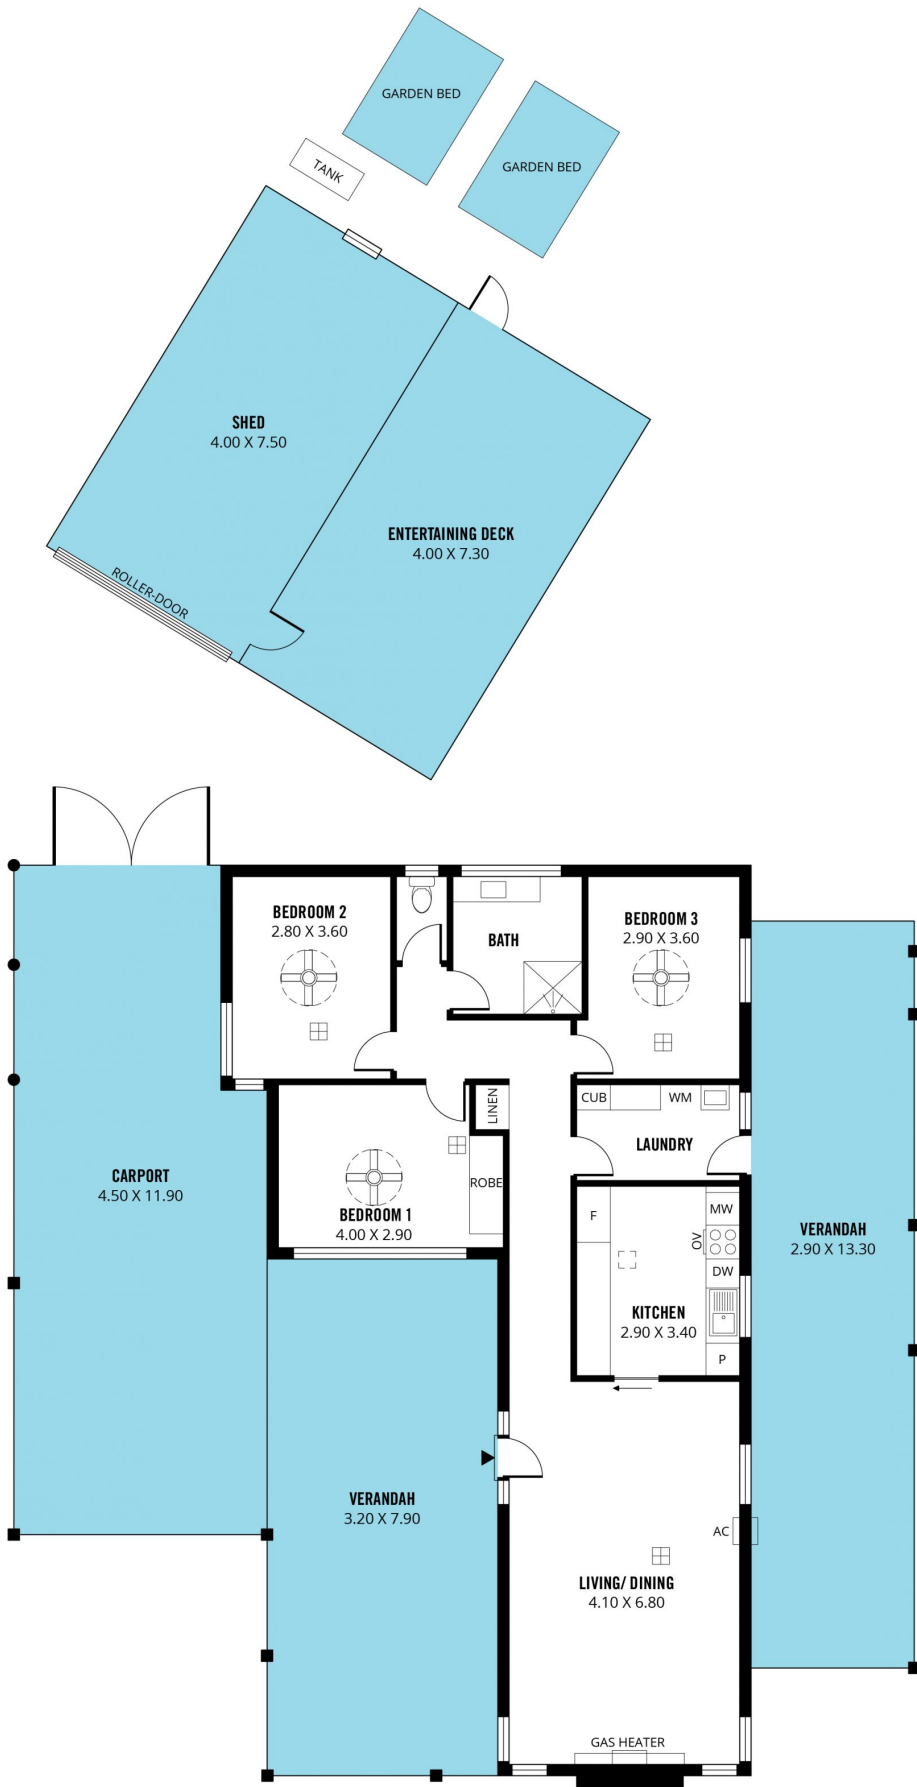 GARDEN BED
GARDEN BED
TANK
SHED
4.00 X 7.50
ENTERTAINING DECK
4.00 X 7.30
ROLLER-DOOR
BEDROOM 2
2.80 X 3.60
BATH
BEDROOM 3
2.90 X 3.60
LINEN
CUB
WM
LAUNDRY
CARPORT
4.50 X 11.90
ROBE
BEDROOM 1
4.00 X 2.90
F
MW
OV
DW
KITCHEN
2.90 X 3.40
P
VERANDAH
2.90 X 13.30
VERANDAH
3.20 X 7.90
AC
LIVING/ DINING
4.10 X 6.80
GAS HEATER